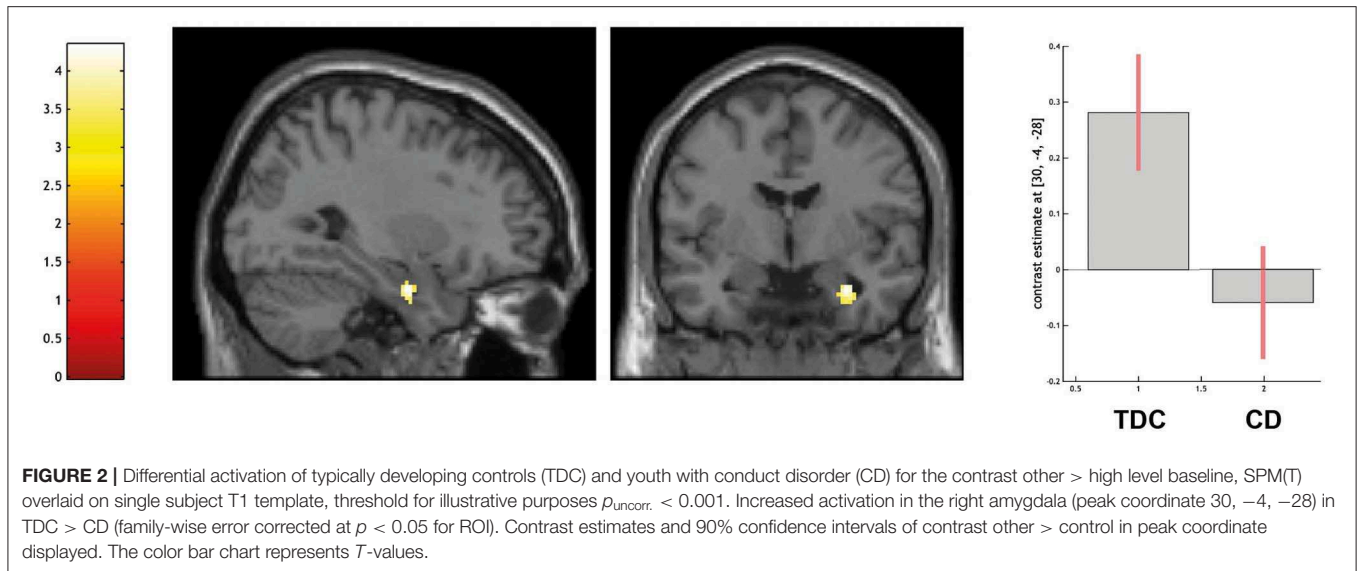 4
3.5
3
2.5
2
1.5
1
0.5
0
contrast estimate at [30, -4, -28]
0.4
0.3
0.2
0.1
0
-0.1
-0.2
0.5
1
1.5
2
TDC
CD
FIGURE 2 | Differential activation of typically developing controls (TDC) and youth with conduct disorder (CD) for the contrast other > high level baseline, SPM(T)
overlaid on single subject T1 template, threshold for illustrative purposes puncorr. < 0.001. Increased activation in the right amygdala (peak coordinate 30, −4, −28) in
TDC > CD (family-wise error corrected at p < 0.05 for ROI). Contrast estimates and 90% confidence intervals of contrast other > control in peak coordinate
displayed. The color bar chart represents T-values.